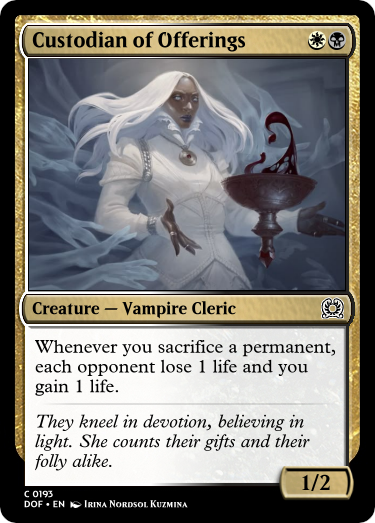 Custodian of Offerings
Creature — Vampire Cleric
Whenever you sacrifice a permanent,
each opponent lose 1 life and you
gain 1 life.
They kneel in devotion, believing in
light. She counts their gifts and their
folly alike.
1/2
C 0193
DOF • EN Irina Nordsol Kuzmina